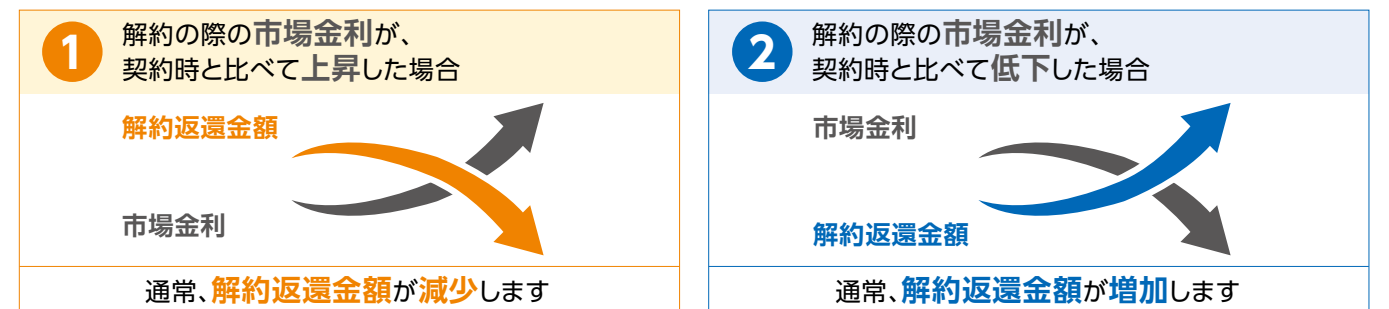 1
解約の際の市場金利が、
契約時と比べて上昇した場合
解約返還金額
市場金利
通常、解約返還金額が減少します
2
解約の際の市場金利が、
契約時と比べて低下した場合
市場金利
解約返還金額
通常、解約返還金額が増加します